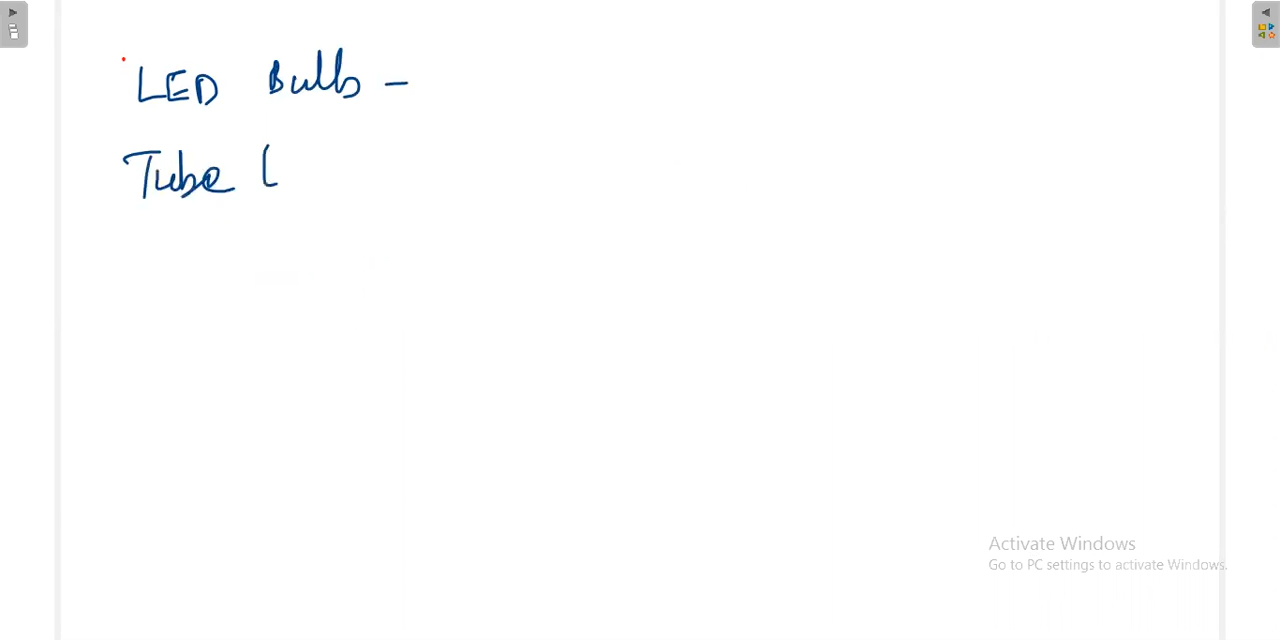 LED Bulb -
Tube
Activate Windows
Go to PC settings to activate Windows.